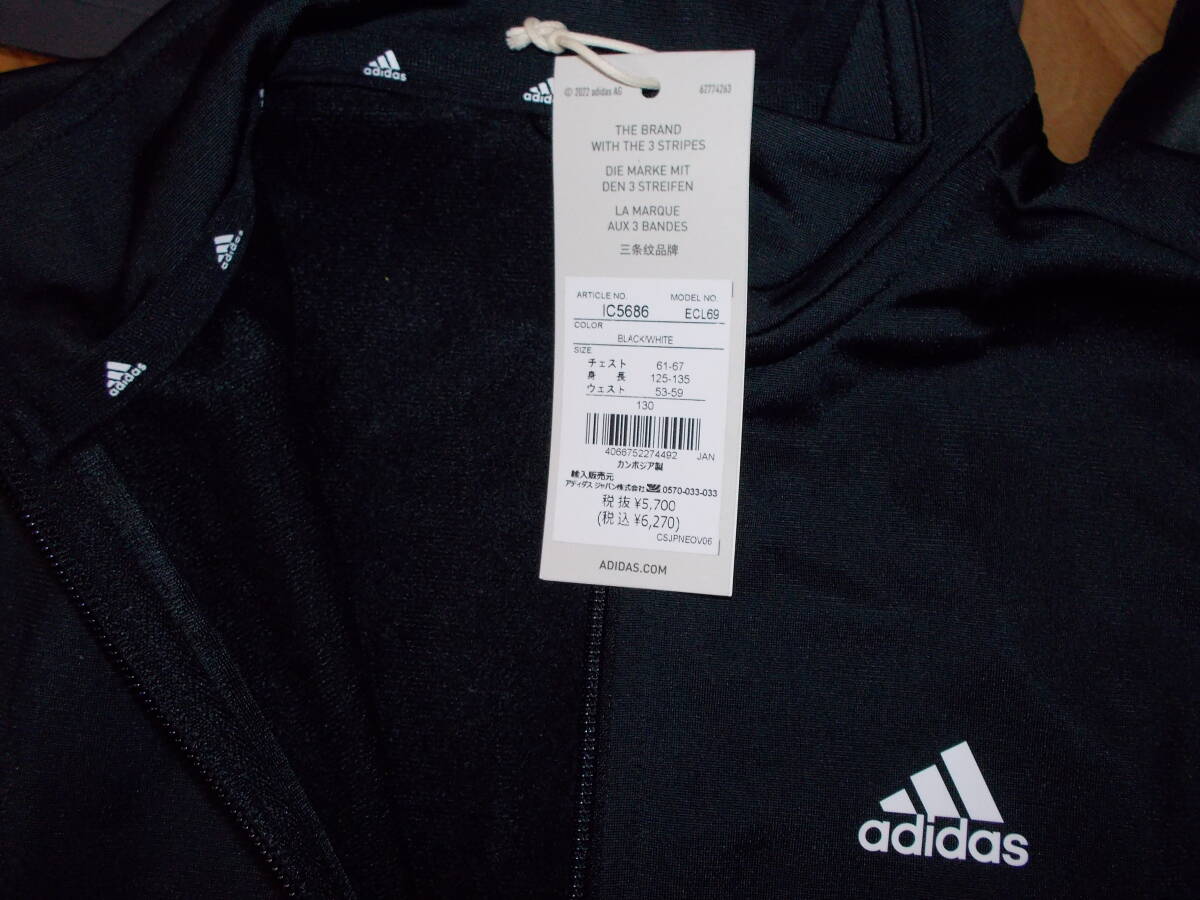 adidas
adidas
adidas
adidas
© 2022 adidas AG 62774263
THE BRAND
WITH THE 3 STRIPES
DIE MARKE MIT
DEN 3 STREIFEN
LA MARQUE
AUX 3 BANDES
三条纹品牌
ARTICLE NO. MODEL NO.
IC5686 ECL69
COLOR
BLACK/WHITE
SIZE
チェスト 61-67
身長 125-135
ウェスト 53-59
130
4066752274492 JAN
カンボジア製
輸入販売元
アディダス ジャパン株式会社 0570-033-033
税抜 ¥5,700
(税込 ¥6,270)
CSJPNEOV06
ADIDAS.COM
adidas